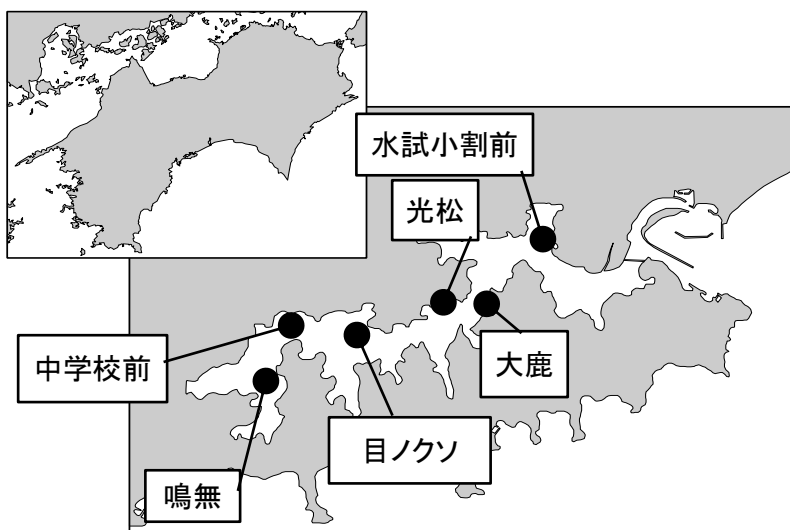 水試小割前
光松
大鹿
中学校前
目ノクソ
鳴無